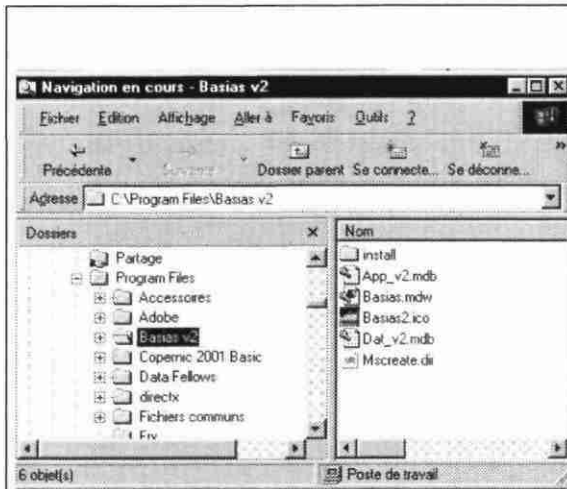 Navigation en cours - Basias v2
Fichier Edition Affichage Aller à Favoris Outils ?
Précédente Suivante Dossier parent Se connecte... Se déconne... »
Agresse C:\Program Files\Basias v2
Dossiers × Nom
Partage
Program Files
Accessoires
Adobe
Basias v2
Copernic 2001 Basic
Data Fellows
directx
Fichiers communs
install
App_v2.mdb
Basias.mdw
Basias2.ico
Dat_v2.mdb
Mscreate.dir
6 objet(s) Poste de travail